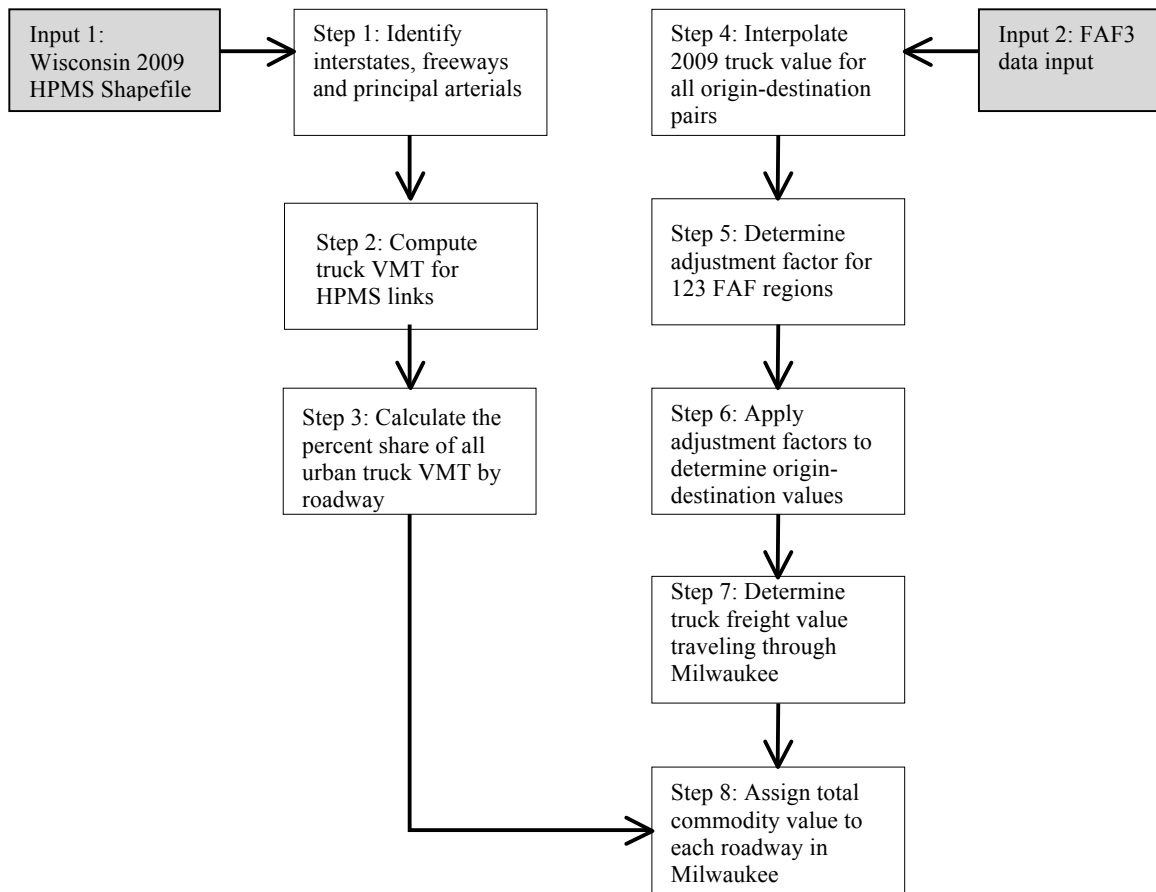 Input 1:
Wisconsin 2009
HPMS Shapefile
Step 1: Identify
interstates, freeways
and principal arterials
Step 2: Compute
truck VMT for
HPMS links
Step 3: Calculate the
percent share of all
urban truck VMT by
roadway
Step 4: Interpolate
2009 truck value for
all origin-destination
pairs
Input 2: FAF3
data input
Step 5: Determine
adjustment factor for
123 FAF regions
Step 6: Apply
adjustment factors to
determine origin-
destination values
Step 7: Determine
truck freight value
traveling through
Milwaukee
Step 8: Assign total
commodity value to
each roadway in
Milwaukee